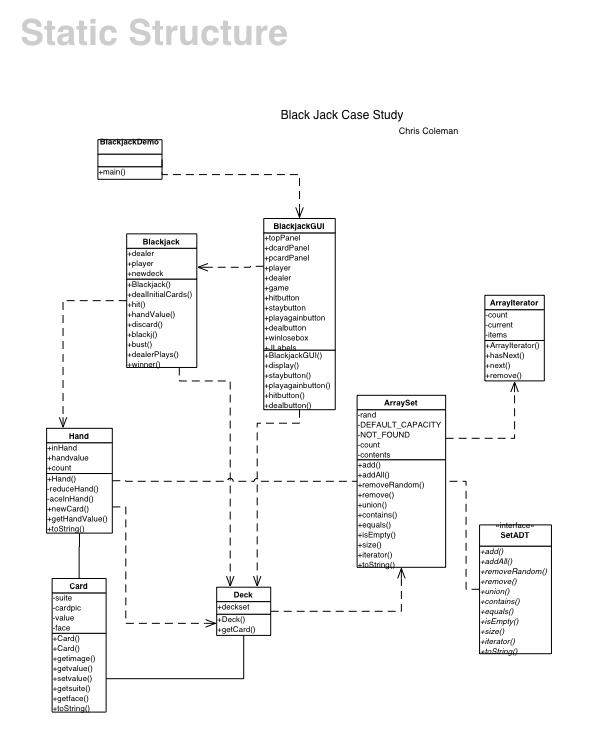 Static Structure
Black Jack Case Study
Chris Coleman
BlackjackDemo
+main()
BlackjackGUI
+topPanel
+dcardPanel
+pcardPanel
+player
+dealer
+game
+hitbutton
+staybutton
+playagainbutton
+dealbutton
+winlosebox
+JLabels
+BlackjackGUI()
+display()
+staybutton()
+playagainbutton()
+hitbutton()
+dealbutton()
Blackjack
+dealer
+player
+newdeck
+Blackjack()
+dealInitialCards()
+hit()
+handValue()
+discard()
+blackj()
+bust()
+dealerPlays()
+winner()
ArrayIterator
-count
-current
-items
+ArrayIterator()
+hasNext()
+next()
+remove()
ArraySet
-rand
-DEFAULT_CAPACITY
-NOT_FOUND
-count
-contents
+add()
+addAll()
+removeRandom()
+remove()
+union()
+contains()
+equals()
+isEmpty()
+size()
+iterator()
+toString()
Hand
+inHand
+handvalue
+count
+Hand()
-reduceHand()
-aceInHand()
+newCard()
+getHandValue()
+toString()
«interface»
SetADT
+add()
+addAll()
+removeRandom()
+remove()
+union()
+contains()
+equals()
+isEmpty()
+size()
+iterator()
+toString()
Card
-suite
-cardpic
-value
-face
+Card()
+Card()
+getimage()
+getvalue()
+setvalue()
+getsuite()
+getface()
+toString()
Deck
+deckset
+Deck()
+getCard()